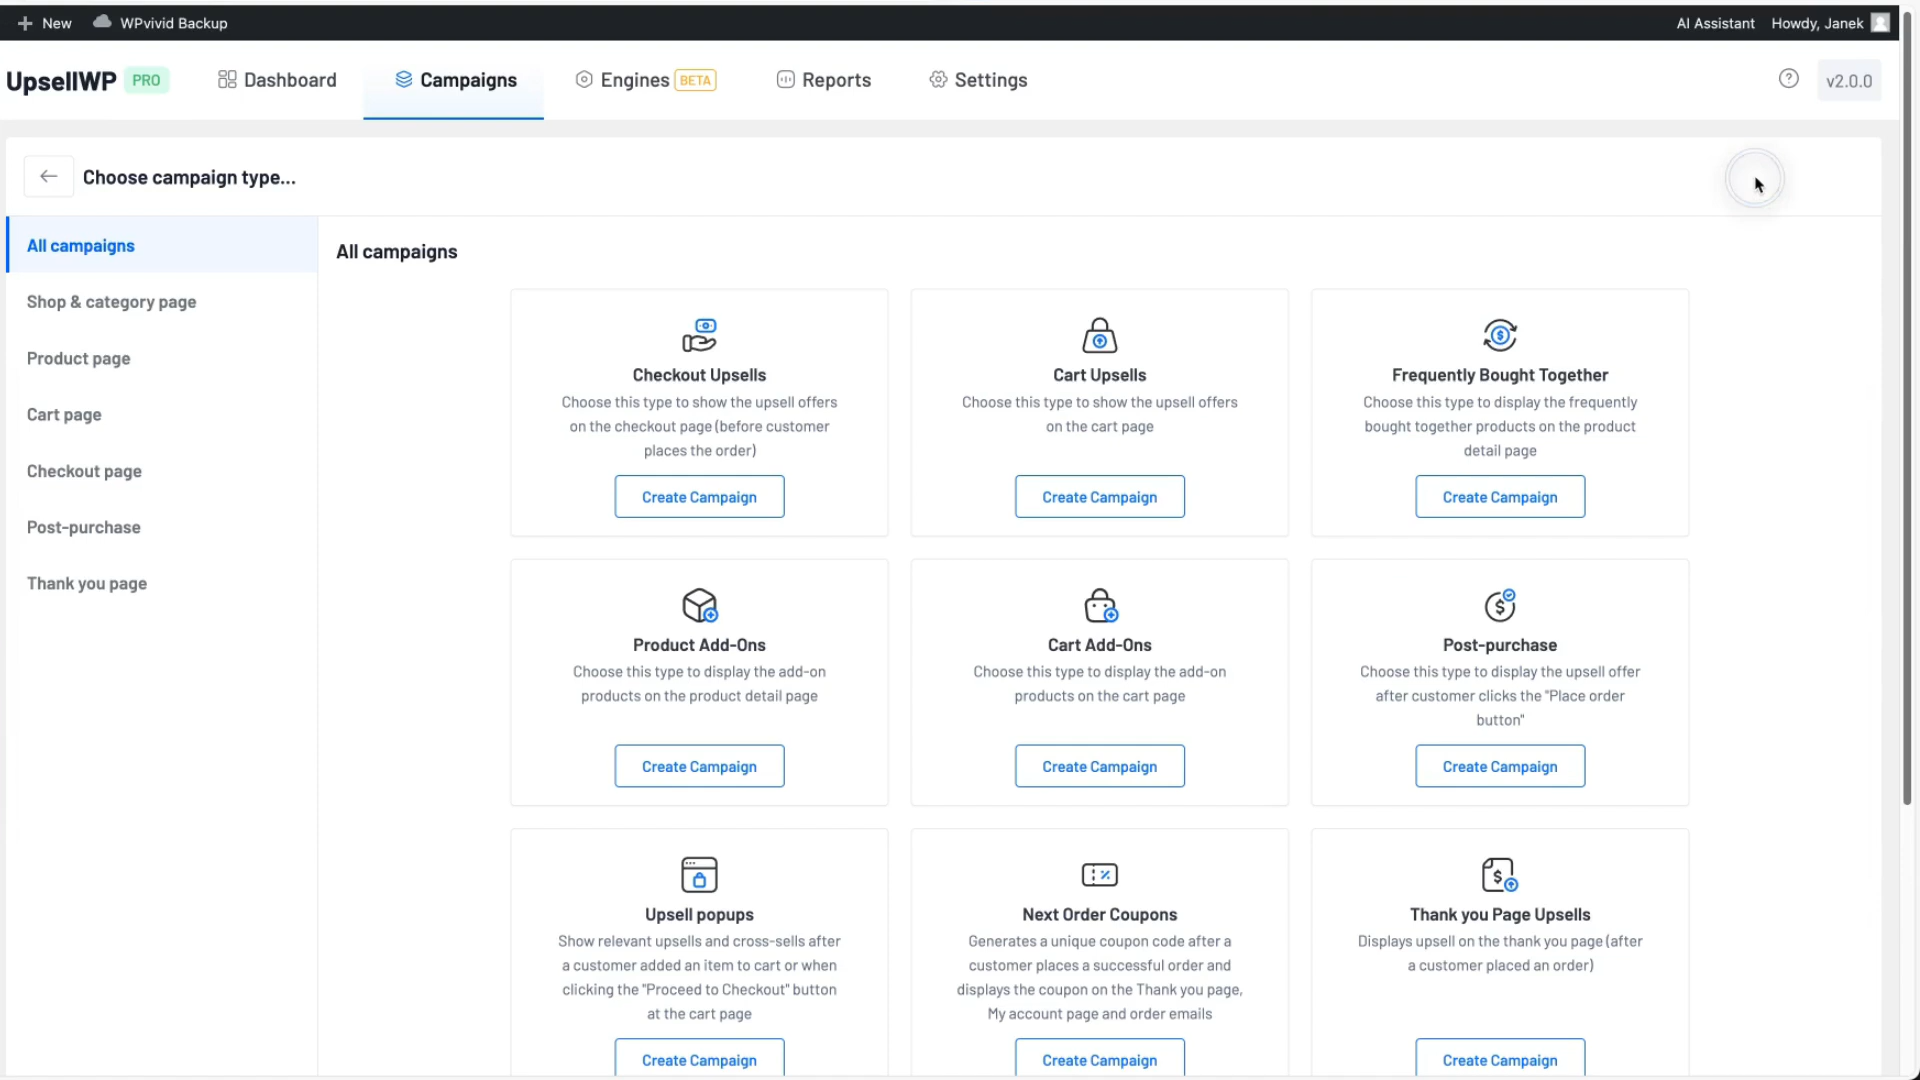 New
WPvivid Backup
AI Assistant
Howdy, Janek
UpsellWP PRO
Dashboard
Campaigns
Engines BETA
Reports
Settings
v2.0.0
Choose campaign type...
All campaigns
Shop & category page
Product page
Cart page
Checkout page
Post-purchase
Thank you page
All campaigns
Checkout Upsells
Choose this type to show the upsell offers
on the checkout page (before customer
places the order)
Create Campaign
Cart Upsells
Choose this type to show the upsell offers
on the cart page
Create Campaign
Frequently Bought Together
Choose this type to display the frequently
bought together products on the product
detail page
Create Campaign
Product Add-Ons
Choose this type to display the add-on
products on the product detail page
Create Campaign
Cart Add-Ons
Choose this type to display the add-on
products on the cart page
Create Campaign
Post-purchase
Choose this type to display the upsell offer
after customer clicks the "Place order
button"
Create Campaign
Upsell popups
Show relevant upsells and cross-sells after
a customer added an item to cart or when
clicking the "Proceed to Checkout" button
at the cart page
Create Campaign
Next Order Coupons
Generates a unique coupon code after a
customer places a successful order and
displays the coupon on the Thank you page,
My account page and order emails
Create Campaign
Thank you Page Upsells
Displays upsell on the thank you page (after
a customer placed an order)
Create Campaign